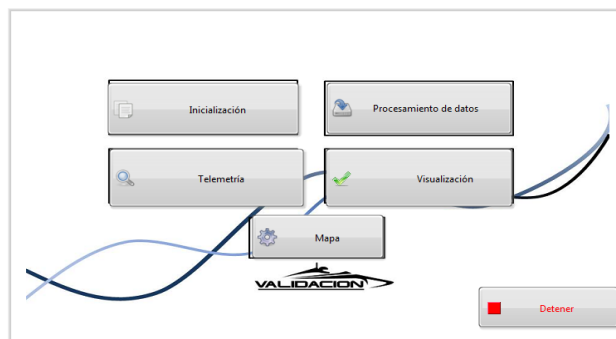 Inicialización
Procesamiento de datos
Telemetría
Visualización
Mapa
VALIDACION
Detener